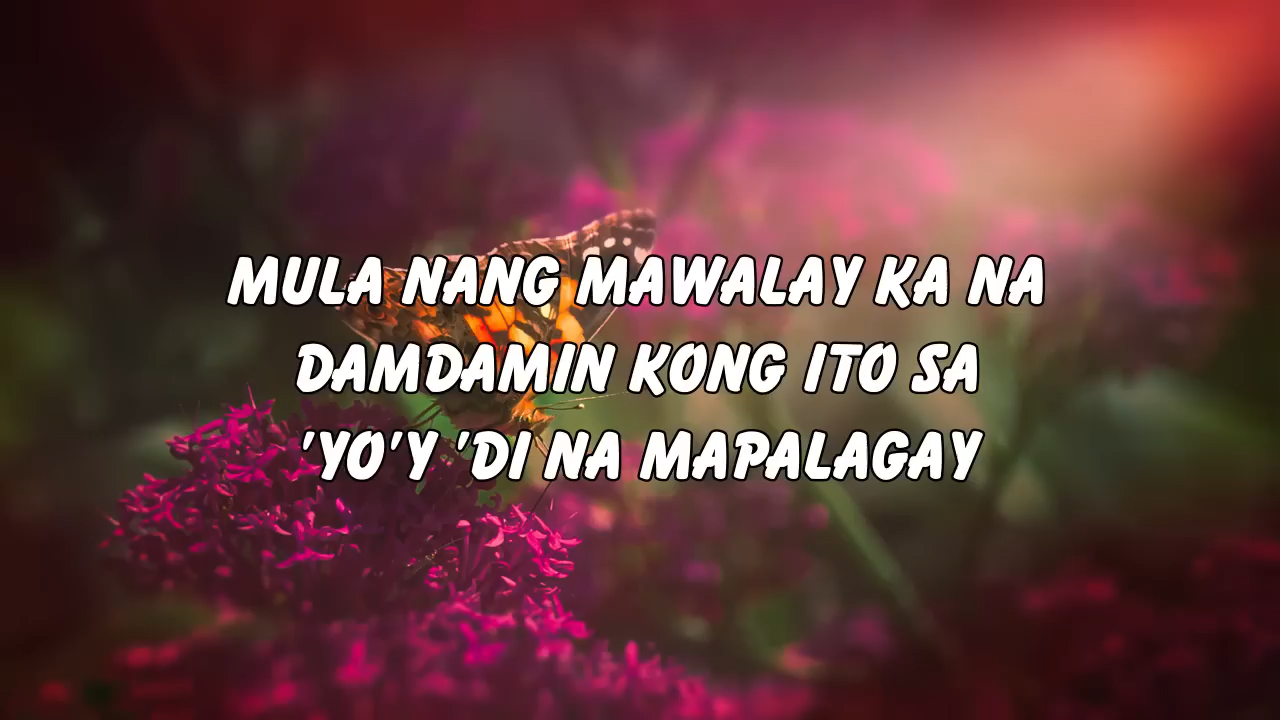 MULA NANG MAWALAY KA NA
DAMDAMIN KONG ITO SA
'YO'Y 'DI NA MAPALAGAY